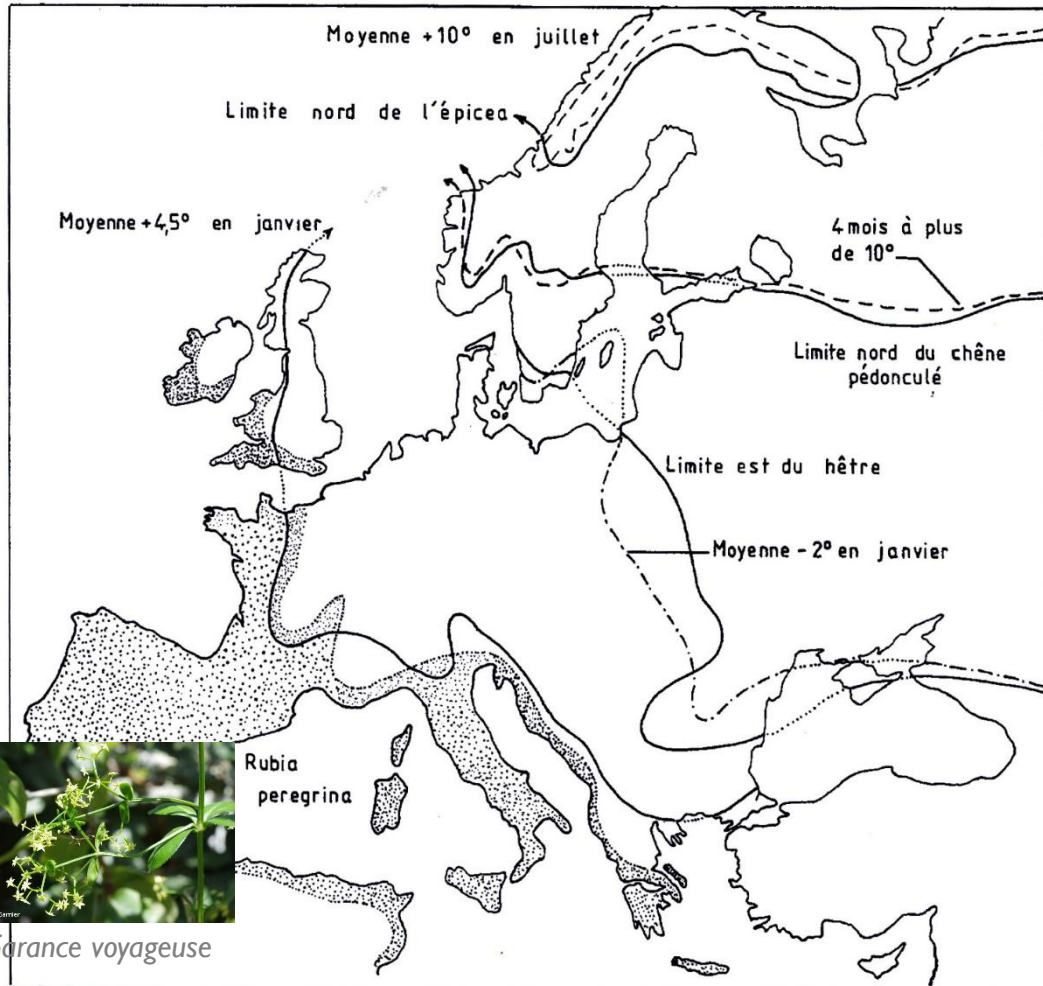 Moyenne +10° en juillet
Limite nord de l'épicea
Moyenne +4,5° en janvier
4 mois à plus
de 10°
Limite nord du chêne
pédonculé
Limite est du hêtre
Moyenne - 2° en janvier
Rubia
peregrina
voyageuse